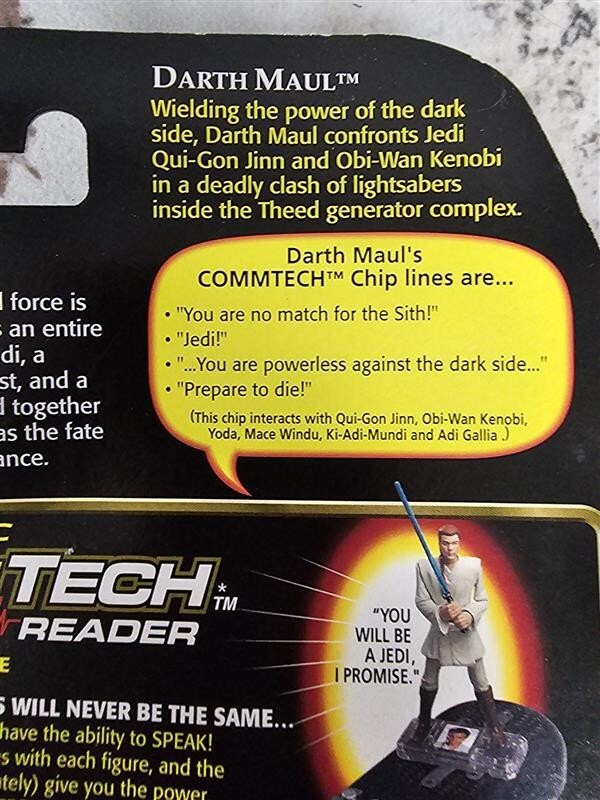 DARTH MAUL™
Wielding the power of the dark
side, Darth Maul confronts Jedi
Qui-Gon Jinn and Obi-Wan Kenobi
in a deadly clash of lightsabers
inside the Theed generator complex.
Darth Maul's
COMMTECH™ Chip lines are...
• "You are no match for the Sith!"
• "Jedi!"
• "...You are powerless against the dark side..."
• "Prepare to die!"
(This chip interacts with Qui-Gon Jinn, Obi-Wan Kenobi,
Yoda, Mace Windu, Ki-Adi-Mundi and Adi Gallia.)
force is
an entire
di, a
st, and a
together
as the fate
ance.
TECH*™
READER
E
"YOU
WILL BE
A JEDI,
I PROMISE."
S WILL NEVER BE THE SAME...
have the ability to SPEAK!
s with each figure, and the
tely) give you the power